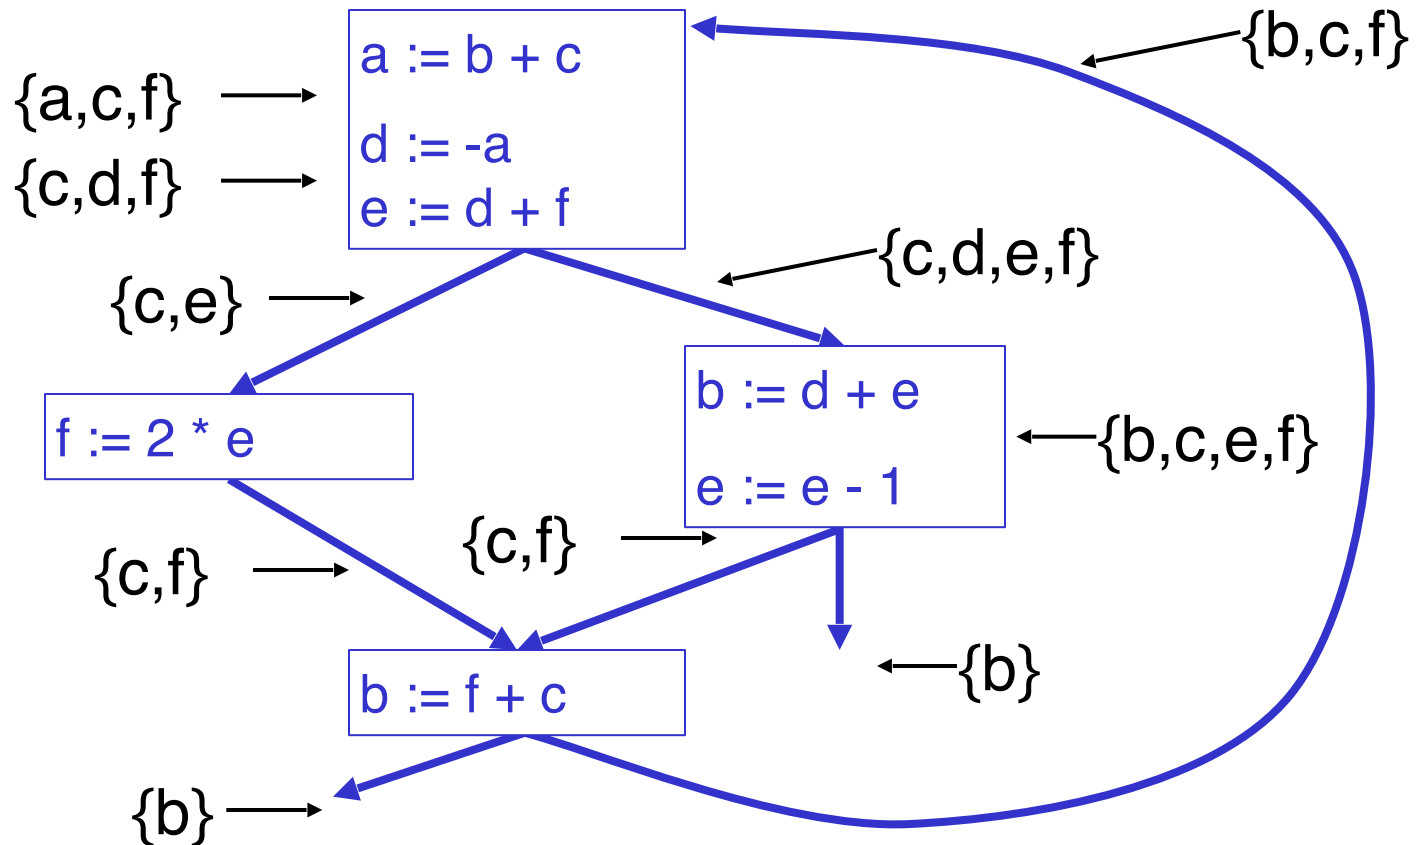 a := b + c
{b,c,f}
{a,c,f}
d := -a
{c,d,f}
e := d + f
{c,d,e,f}
{c,e}
b := d + e
f := 2 * e
{b,c,e,f}
e := e - 1
{c,f}
{c,f}
b := f + c
{b}
{b}